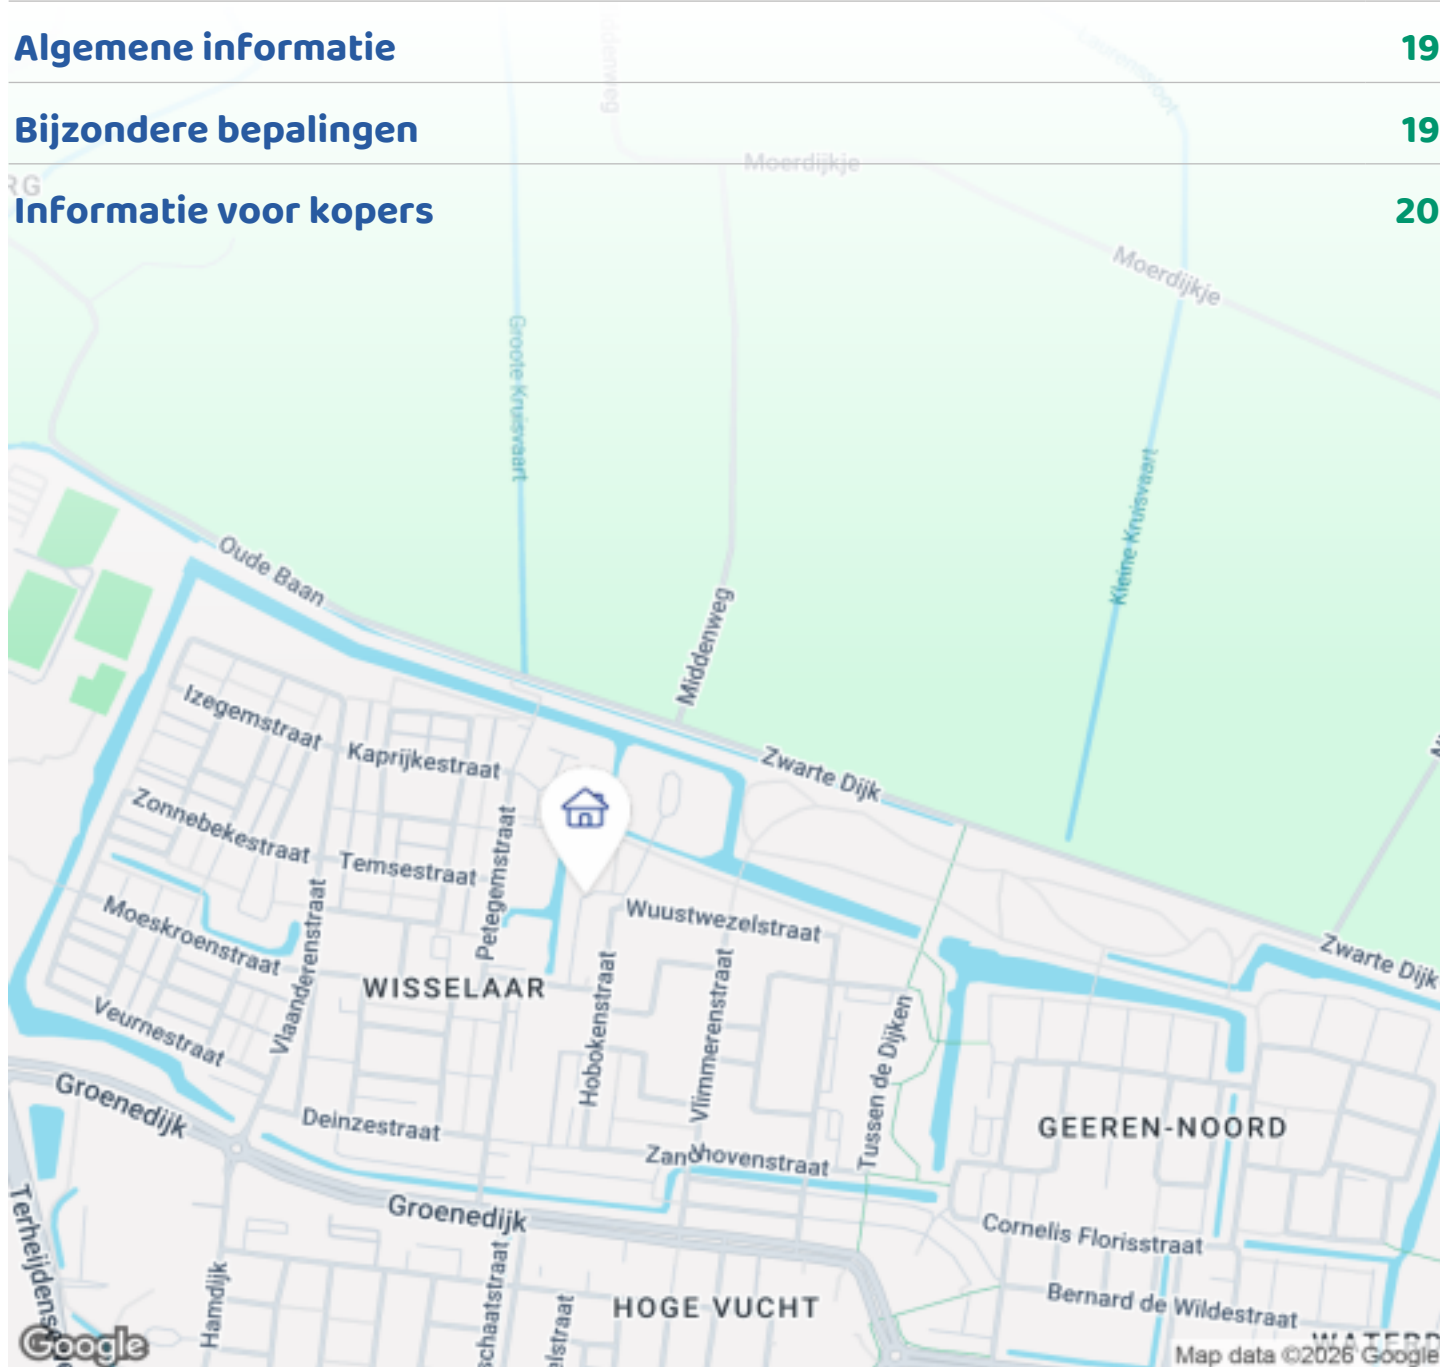 Algemene informatie 19
Bijzondere bepalingen 19
Informatie voor kopers 20
Laurenssloot
Moerdijkje
Moerdijkje
Groote Kruisvaart
Kleine Kruisvaart
Oude Baan
Middenweg
Zwarte Dijk
Izegemstraat
Kaprijkestraat
Zonnebekestraat
Temsestraat
Petegemstraat
Moeskroenstraat
Vlaanderenstraat
Wuustwezelstraat
Zwarte Dijk
WISSELAAR
Hobokenstraat
Vlimmerenstraat
Tussen de Dijken
Veurnestraat
Groenedijk
Deinzestraat
GEEREN-NOORD
Groenedijk
Cornelis Florisstraat
Hamdijk
HOGE VUCHT
Bernard de Wildestraat
Google
Map data ©2026 Google